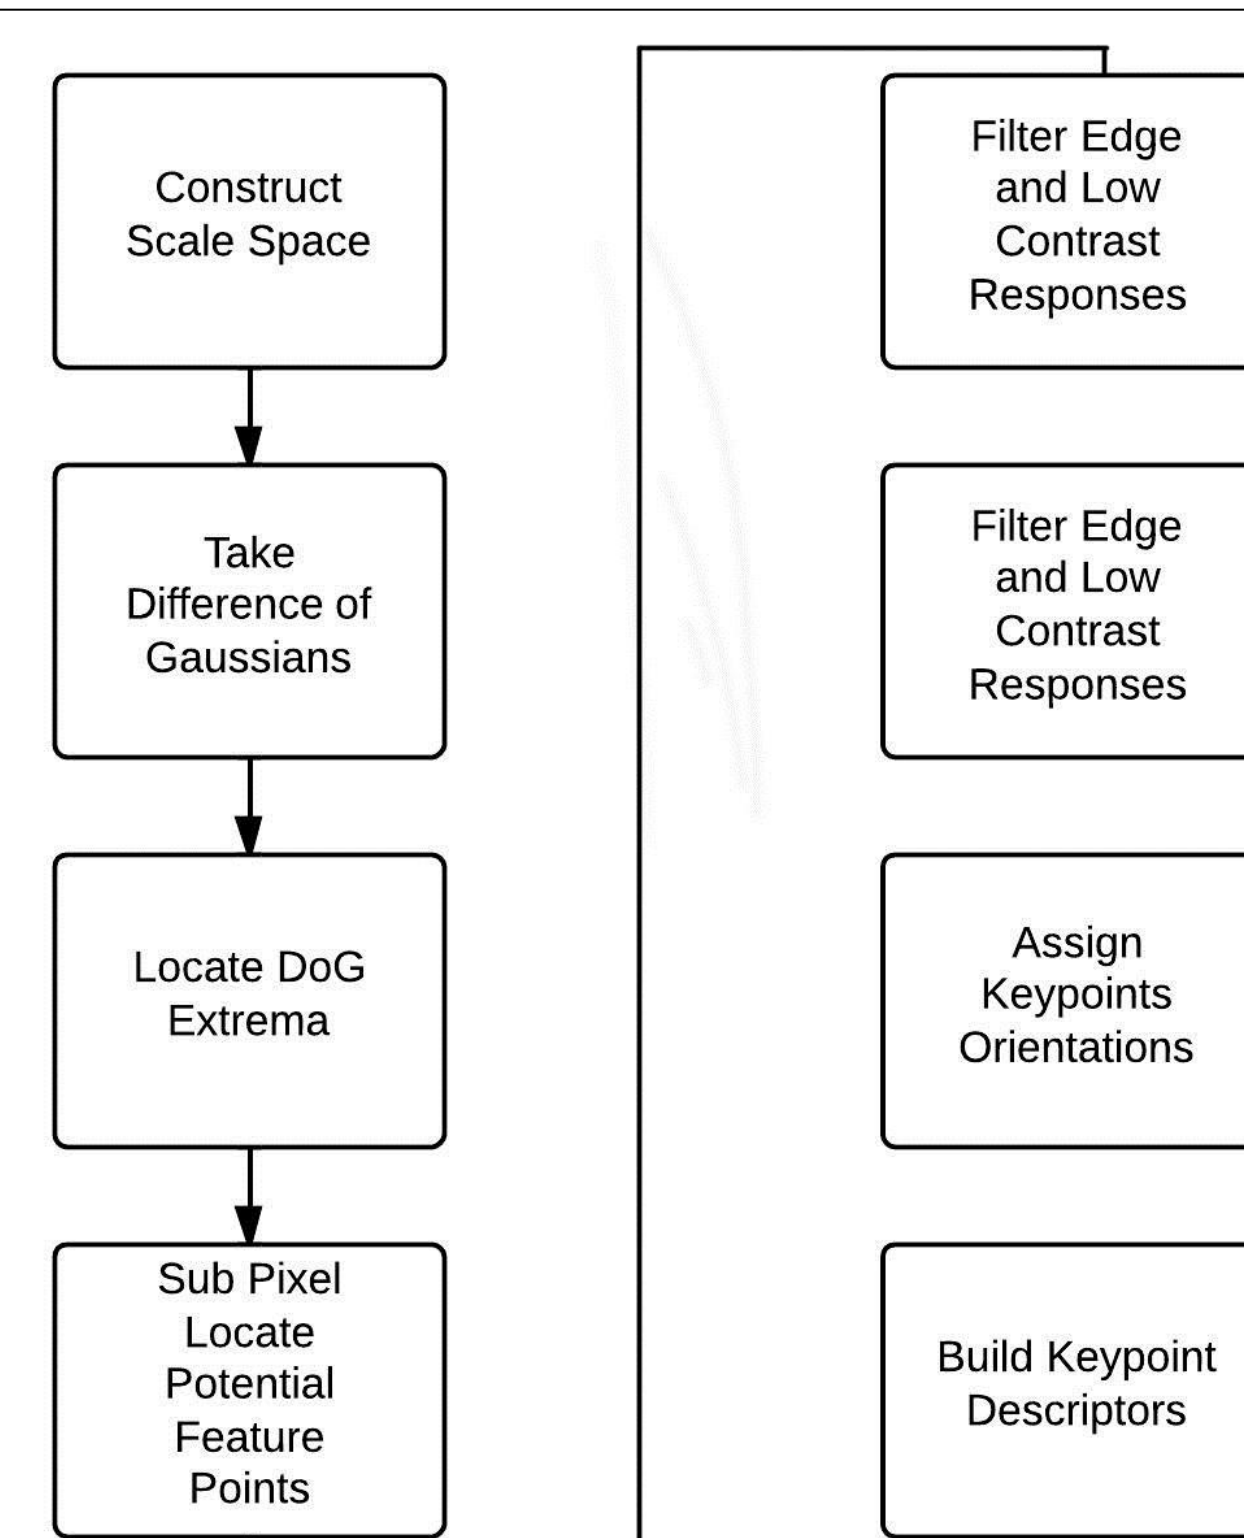 Construct
Scale Space
Take
Difference of
Gaussians
Locate DoG
Extrema
Sub Pixel
Locate
Potential
Feature
Points
Filter Edge
and Low
Contrast
Responses
Filter Edge
and Low
Contrast
Responses
Assign
Keypoints
Orientations
Build Keypoint
Descriptors